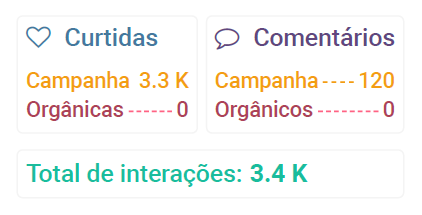 Curtidas
Campanha 3.3 K
Orgânicas ------ 0
Comentários
Campanha ---- 120
Orgânicos -------- 0
Total de interações: 3.4 K